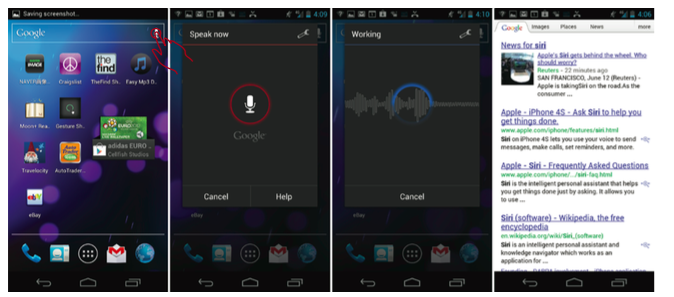 Saving screenshot...
Google
the
find
Craigslist
TheFind Sh..
Easy Mp3 D..
Gesture Sh..
adidas EURO ...
Cellfish Studios
Travelocity
AutoTrader..
ebY
eBay
4:09
Speak now
Google
Cancel
Help
4:10
Working
Cancel
4:06
Google
Images
Places
News
more
News for siri
Apple's Siri gets behind the wheel. Who
should worry?
Reuters - 22 minutes ago
SAN FRANCISCO, June 12 (Reuters) -
Apple is takingSiri on the road.As the
consumer ...
Apple - iPhone 4S - Ask Siri to help you
get things done.
www.apple.com/iphone/features/siri.html
Siri on iPhone 4S lets you use your voice to send
messages, make calls, set reminders, and more.
Apple - Siri - Frequently Asked Questions
www.apple.com/iphone/.../siri-faq.html
Siri is the intelligent personal assistant that helps
you get things done just by asking. It allows you
to use ...
Siri (software) - Wikipedia, the free
encyclopedia
en.wikipedia.org/wiki/Siri_(software)
Siri is an intelligent personal assistant and
knowledge navigator which works as an
application for ...